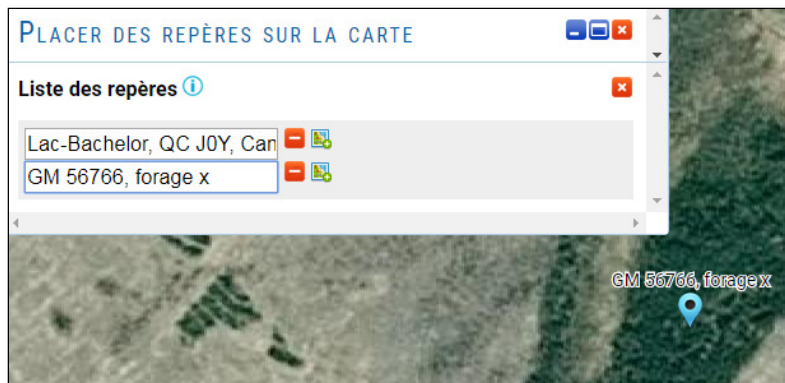 PLACER DES REPÈRES SUR LA CARTE
Liste des repères
Lac-Bachelor, QC J0Y, Can
GM 56766, forage x
GM 56766, forage x